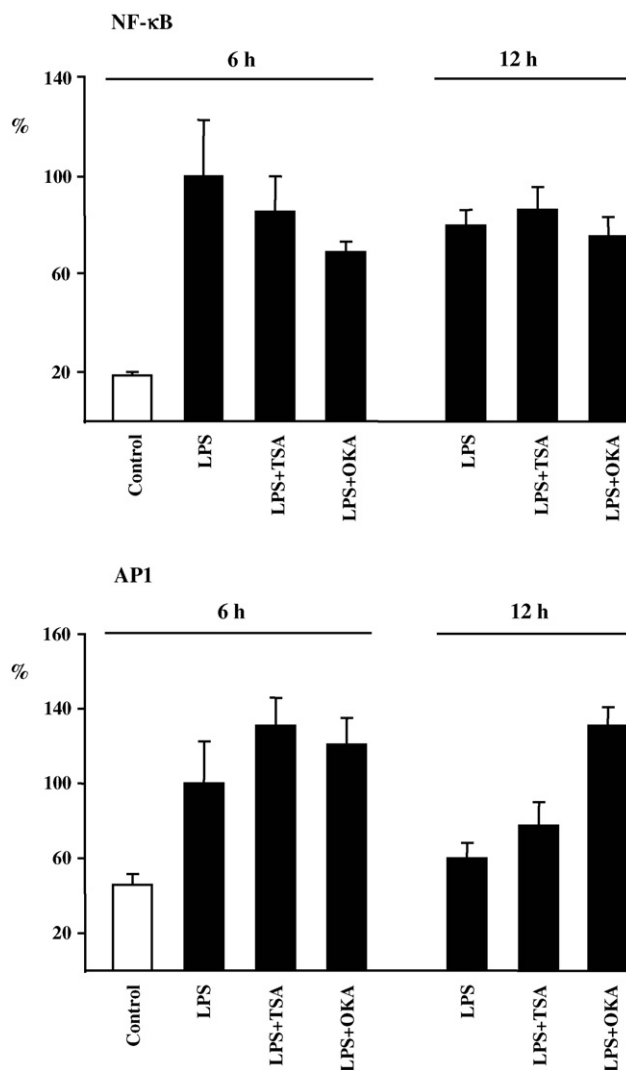 NF-κB
6 h
12 h
%
140
100
60
20
Control
LPS
LPS+TSA
LPS+OKA
LPS
LPS+TSA
LPS+OKA
AP1
6 h
12 h
%
160
140
100
60
20
Control
LPS
LPS+TSA
LPS+OKA
LPS
LPS+TSA
LPS+OKA